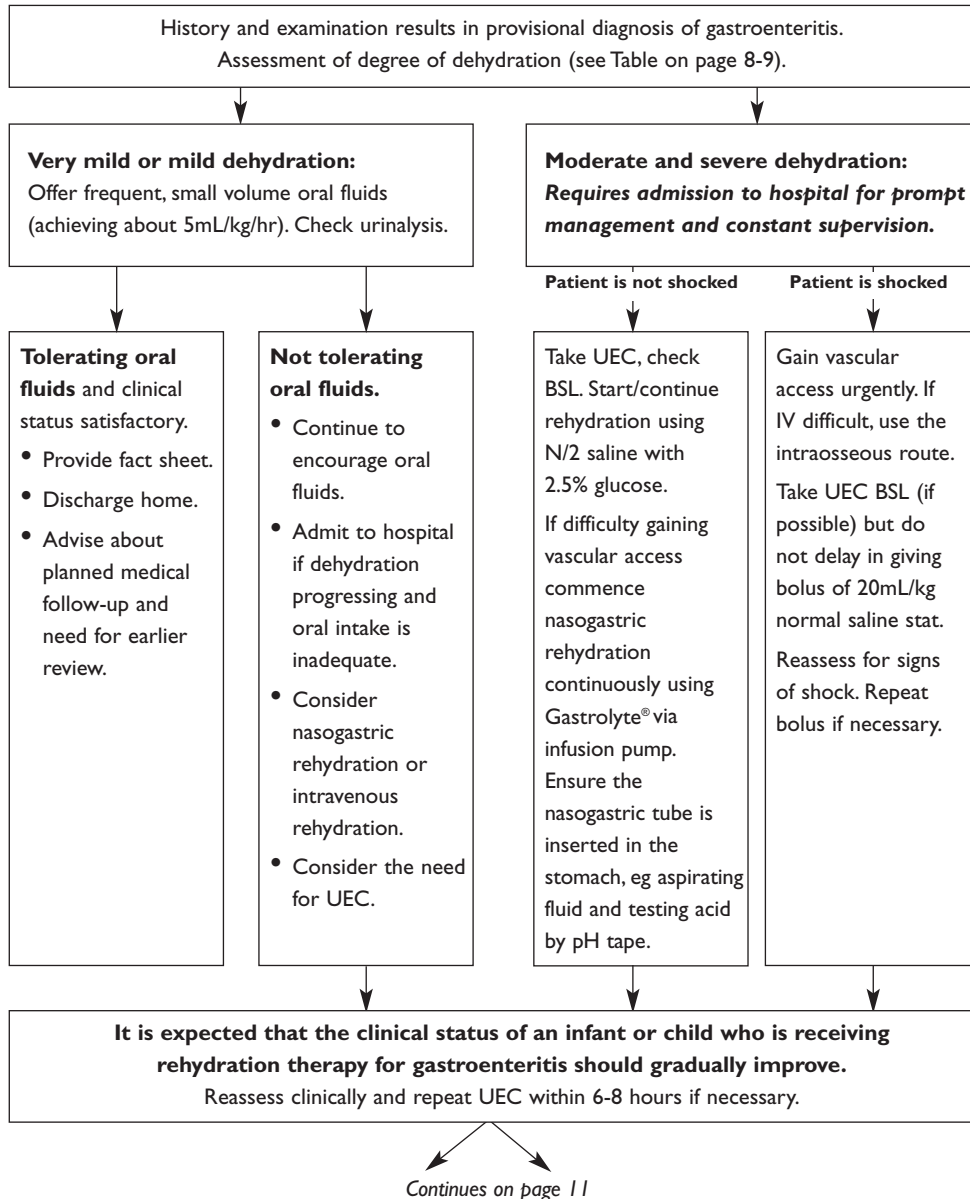 History and examination results in provisional diagnosis of gastroenteritis.
Assessment of degree of dehydration (see Table on page 8-9).
Very mild or mild dehydration:
Offer frequent, small volume oral fluids
(achieving about 5mL/kg/hr). Check urinalysis.
Moderate and severe dehydration:
Requires admission to hospital for prompt
management and constant supervision.
Patient is not shocked
Patient is shocked
Tolerating oral
fluids and clinical
status satisfactory.
• Provide fact sheet.
• Discharge home.
• Advise about
planned medical
follow-up and
need for earlier
review.
Not tolerating
oral fluids.
• Continue to
encourage oral
fluids.
• Admit to hospital
if dehydration
progressing and
oral intake is
inadequate.
• Consider
nasogastric
rehydration or
intravenous
rehydration.
• Consider the need
for UEC.
Take UEC, check
BSL. Start/continue
rehydration using
N/2 saline with
2.5% glucose.
If difficulty gaining
vascular access
commence
nasogastric
rehydration
continuously using
Gastrolyte® via
infusion pump.
Ensure the
nasogastric tube is
inserted in the
stomach, eg aspirating
fluid and testing acid
by pH tape.
Gain vascular
access urgently. If
IV difficult, use the
intraosseous route.
Take UEC BSL (if
possible) but do
not delay in giving
bolus of 20mL/kg
normal saline stat.
Reassess for signs
of shock. Repeat
bolus if necessary.
It is expected that the clinical status of an infant or child who is receiving
rehydration therapy for gastroenteritis should gradually improve.
Reassess clinically and repeat UEC within 6-8 hours if necessary.
Continues on page 11